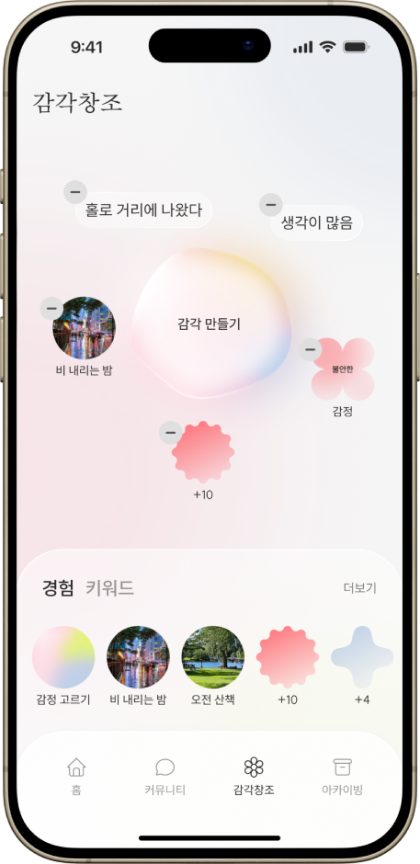 9:41
감각창조
홀로 거리에 나왔다
생각이 많음
감각 만들기
비 내리는 밤
불안한
감정
+10
경험 키워드 더보기
감정 고르기 비 내리는 밤 오전 산책 +10 +4
홈 커뮤니티 감각창조 아카이빙